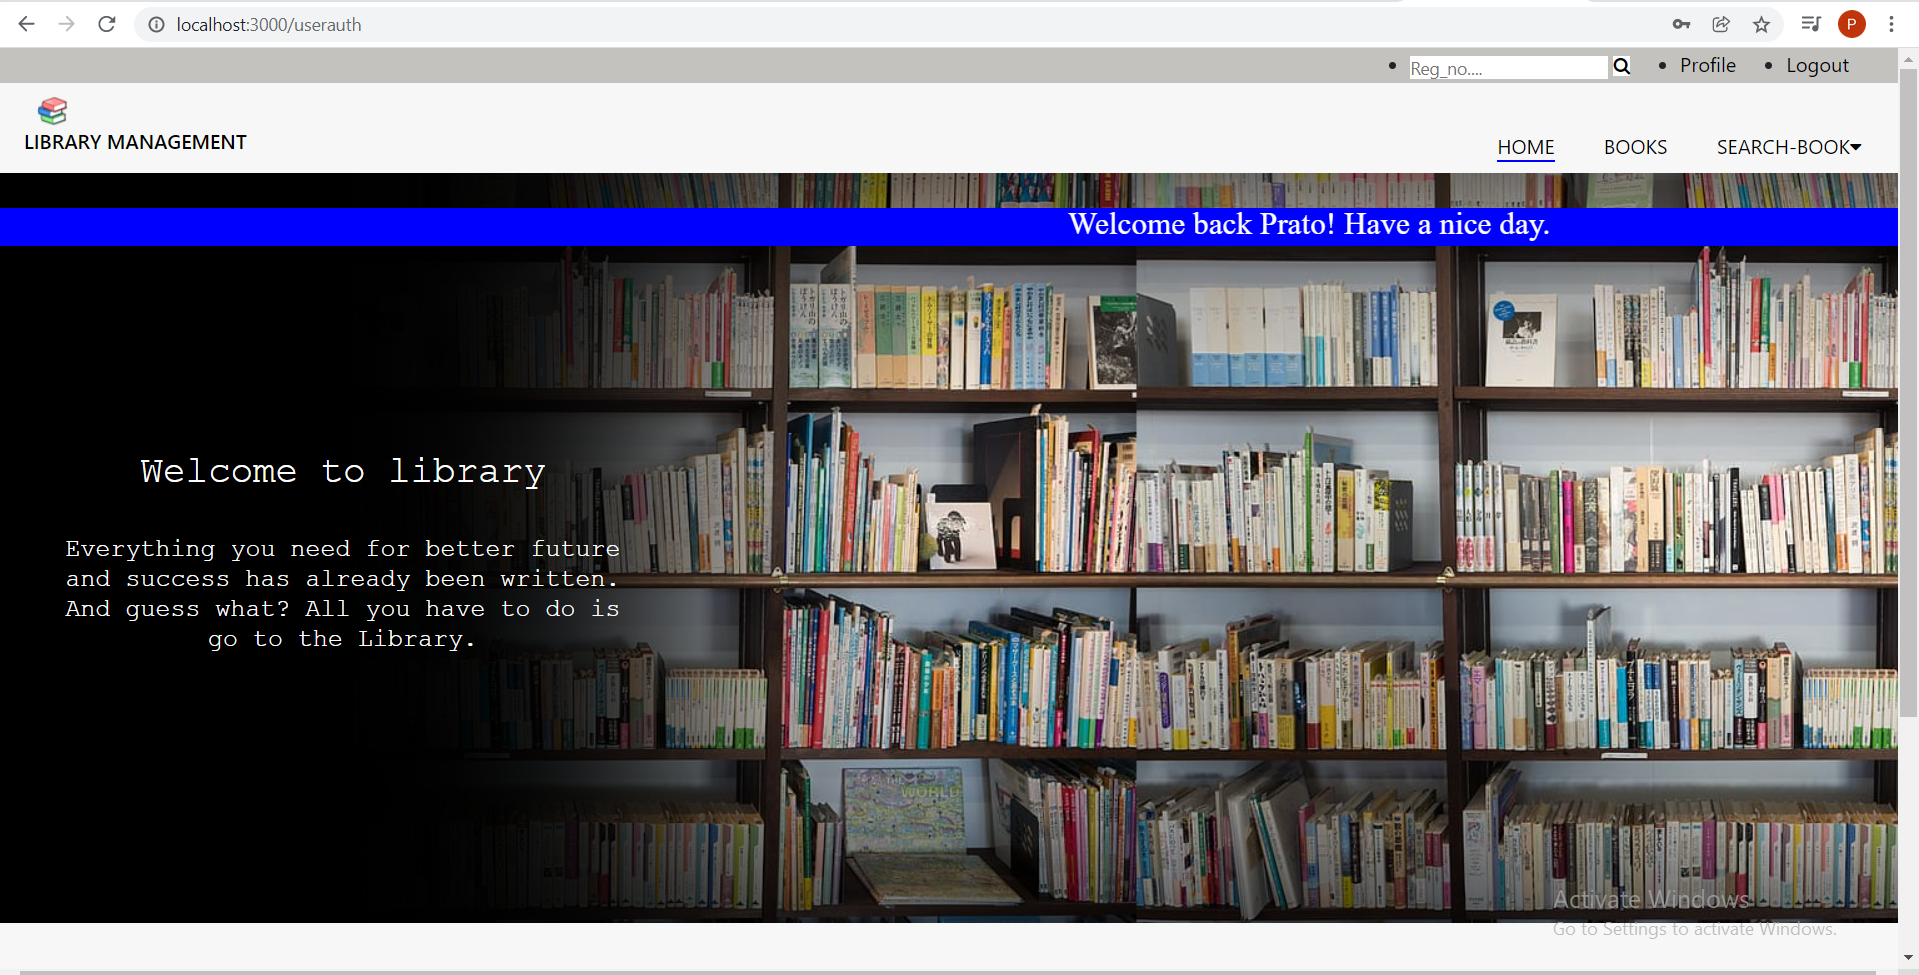 localhost:3000/userauth
P
Reg_no....
Profile
Logout
LIBRARY MANAGEMENT
HOME
BOOKS
SEARCH-BOOK
Welcome back Prato! Have a nice day.
Welcome to library
Everything you need for better future
and success has already been written.
And guess what? All you have to do is
go to the Library.
WORLD
Activate Windows
Go to Settings to activate Windows.